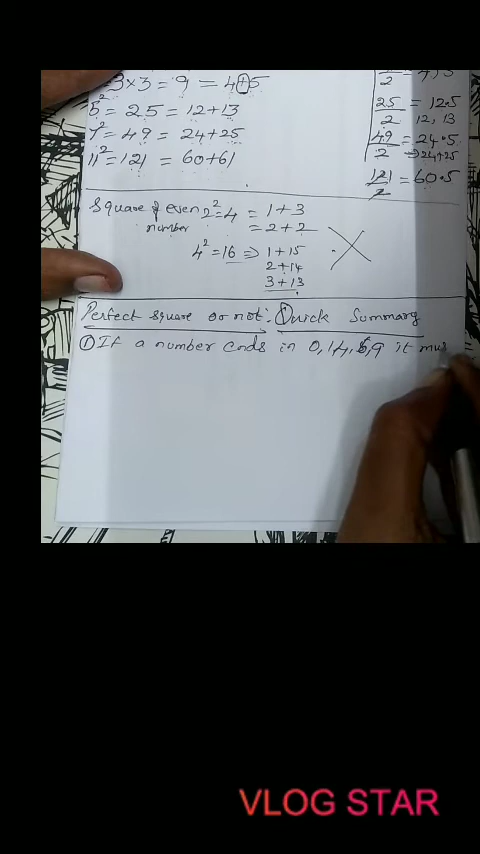 3×3 = 9 = 4+5
5² = 25 = 12+13
7² = 49 = 24+25
11² = 121 = 60+61
2
25/2 = 12.5
12, 13
49/2 = 24.5
→ 24+25
121/2 = 60.5
Square of even number 2² = 4 = 1+3
= 2+2
4² = 16 ⇒ 1+15
2+14
3+13
Perfect square or not: Quick Summary
① If a number ends in 0,1,4, 9 it mus
VLOG STAR